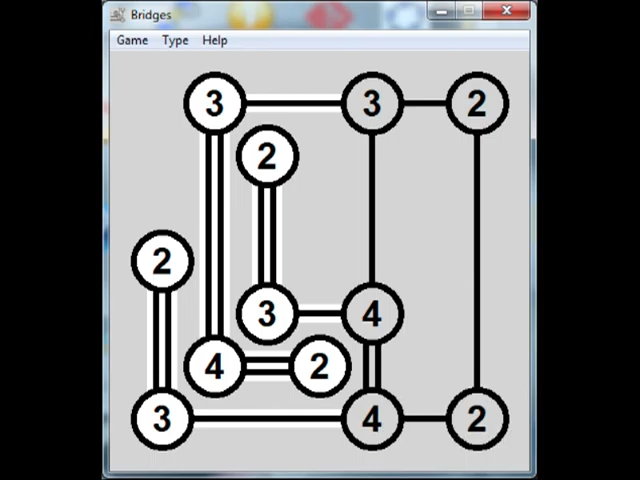 Bridges
Game Type Help
3 3 2
2
2
3 4
4 2
3 4 2